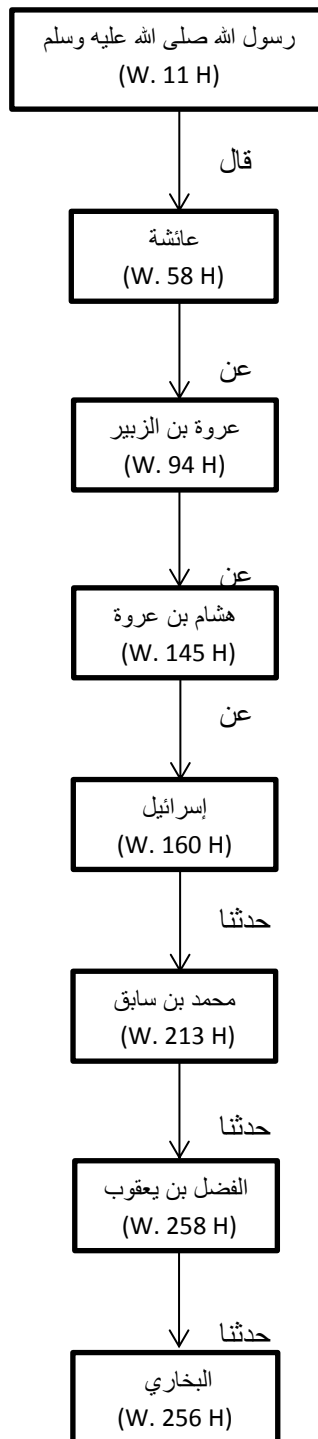 رسول الله صلى الله عليه وسلم
(W. 11 H)
قال
عائشة
(W. 58 H)
عن
عروة بن الزبير
(W. 94 H)
عن
هشام بن عروة
(W. 145 H)
عن
إسرائيل
(W. 160 H)
حدثنا
محمد بن سابق
(W. 213 H)
حدثنا
الفضل بن يعقوب
(W. 258 H)
حدثنا
البخاري
(W. 256 H)